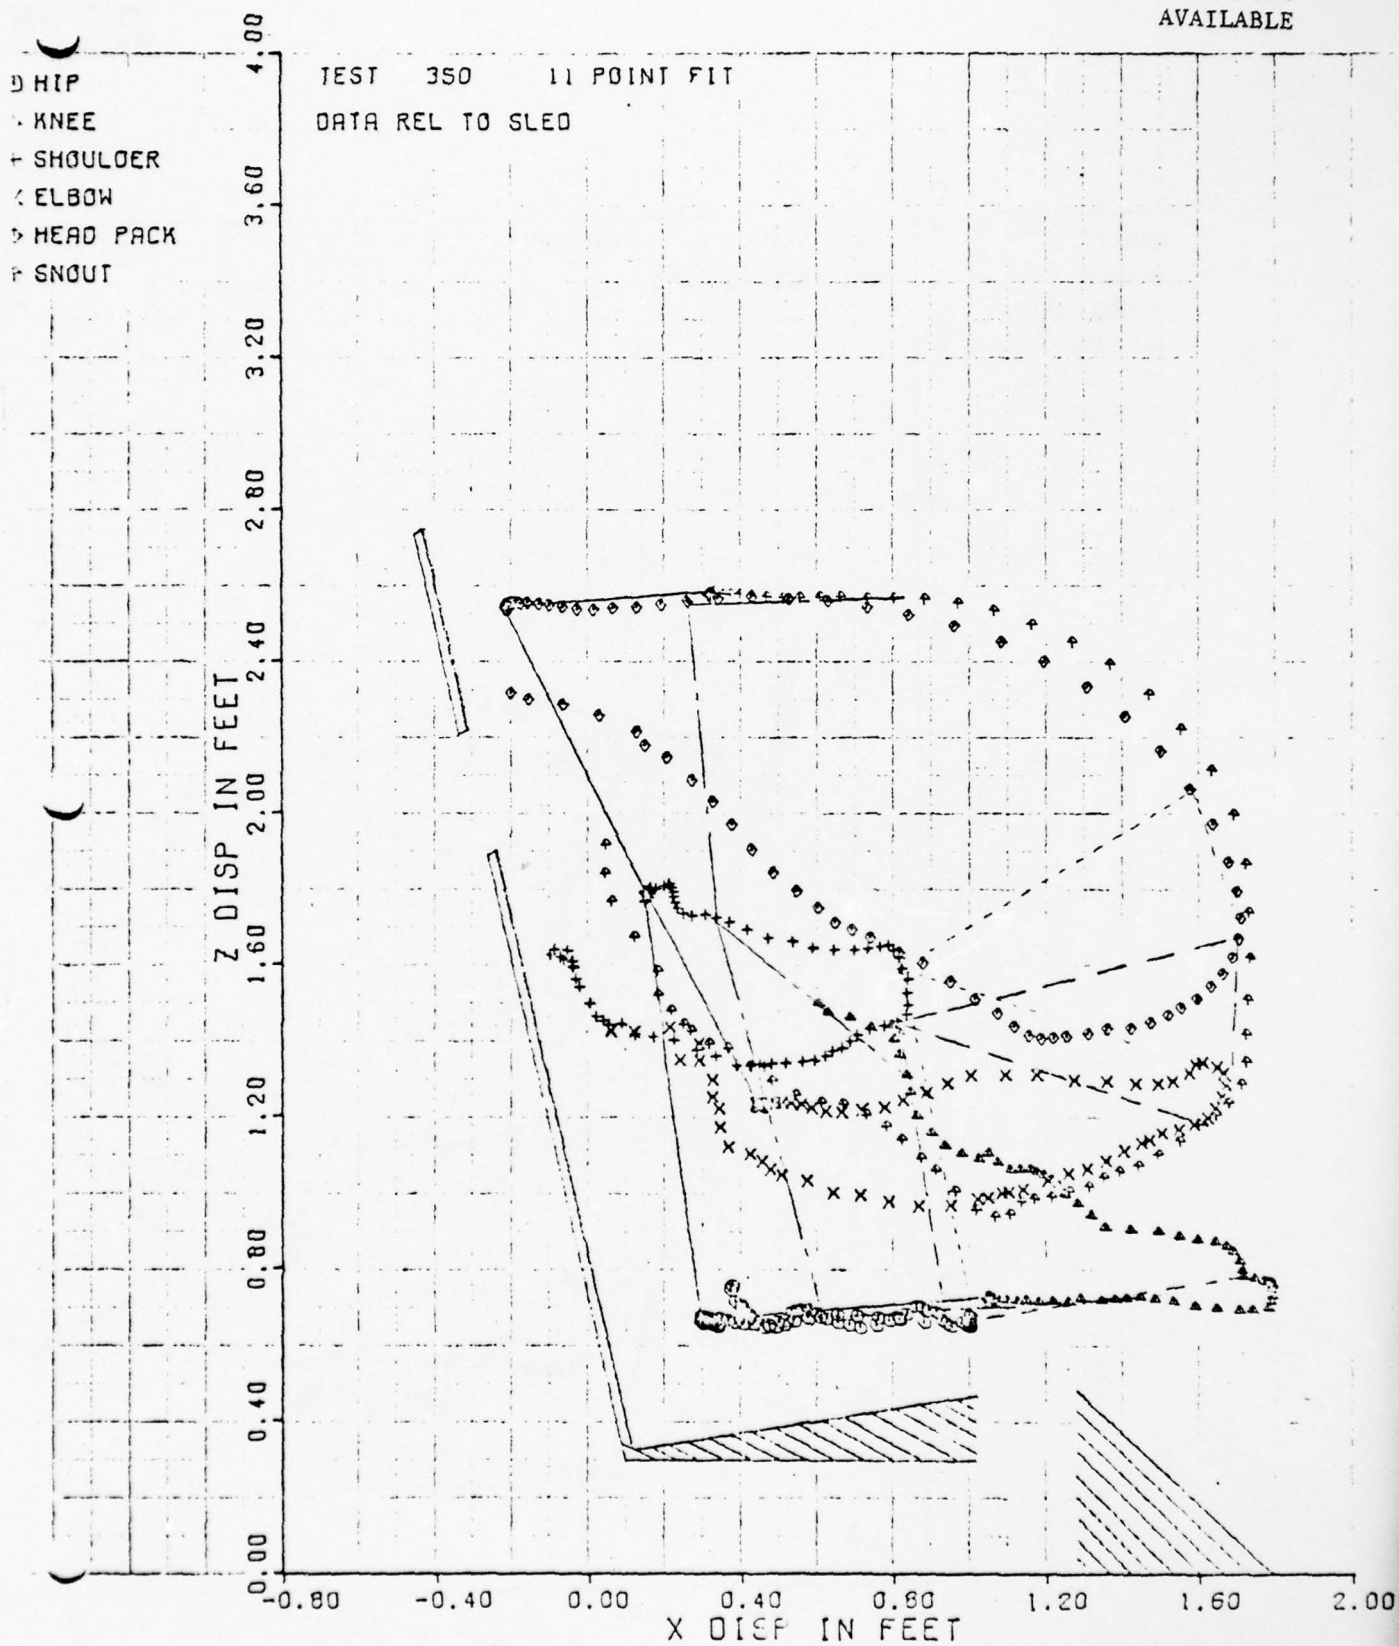 AVAILABLE
TEST 350 11 POINT FIT
DATA REL TO SLED
HIP
KNEE
SHOULDER
ELBOW
HEAD PACK
SNOUT
4.00
3.60
3.20
2.80
2.40
2.00
1.60
1.20
0.80
0.40
0.00
Z DISP IN FEET
-0.80 -0.40 0.00 0.40 0.80 1.20 1.60 2.00
X DISP IN FEET